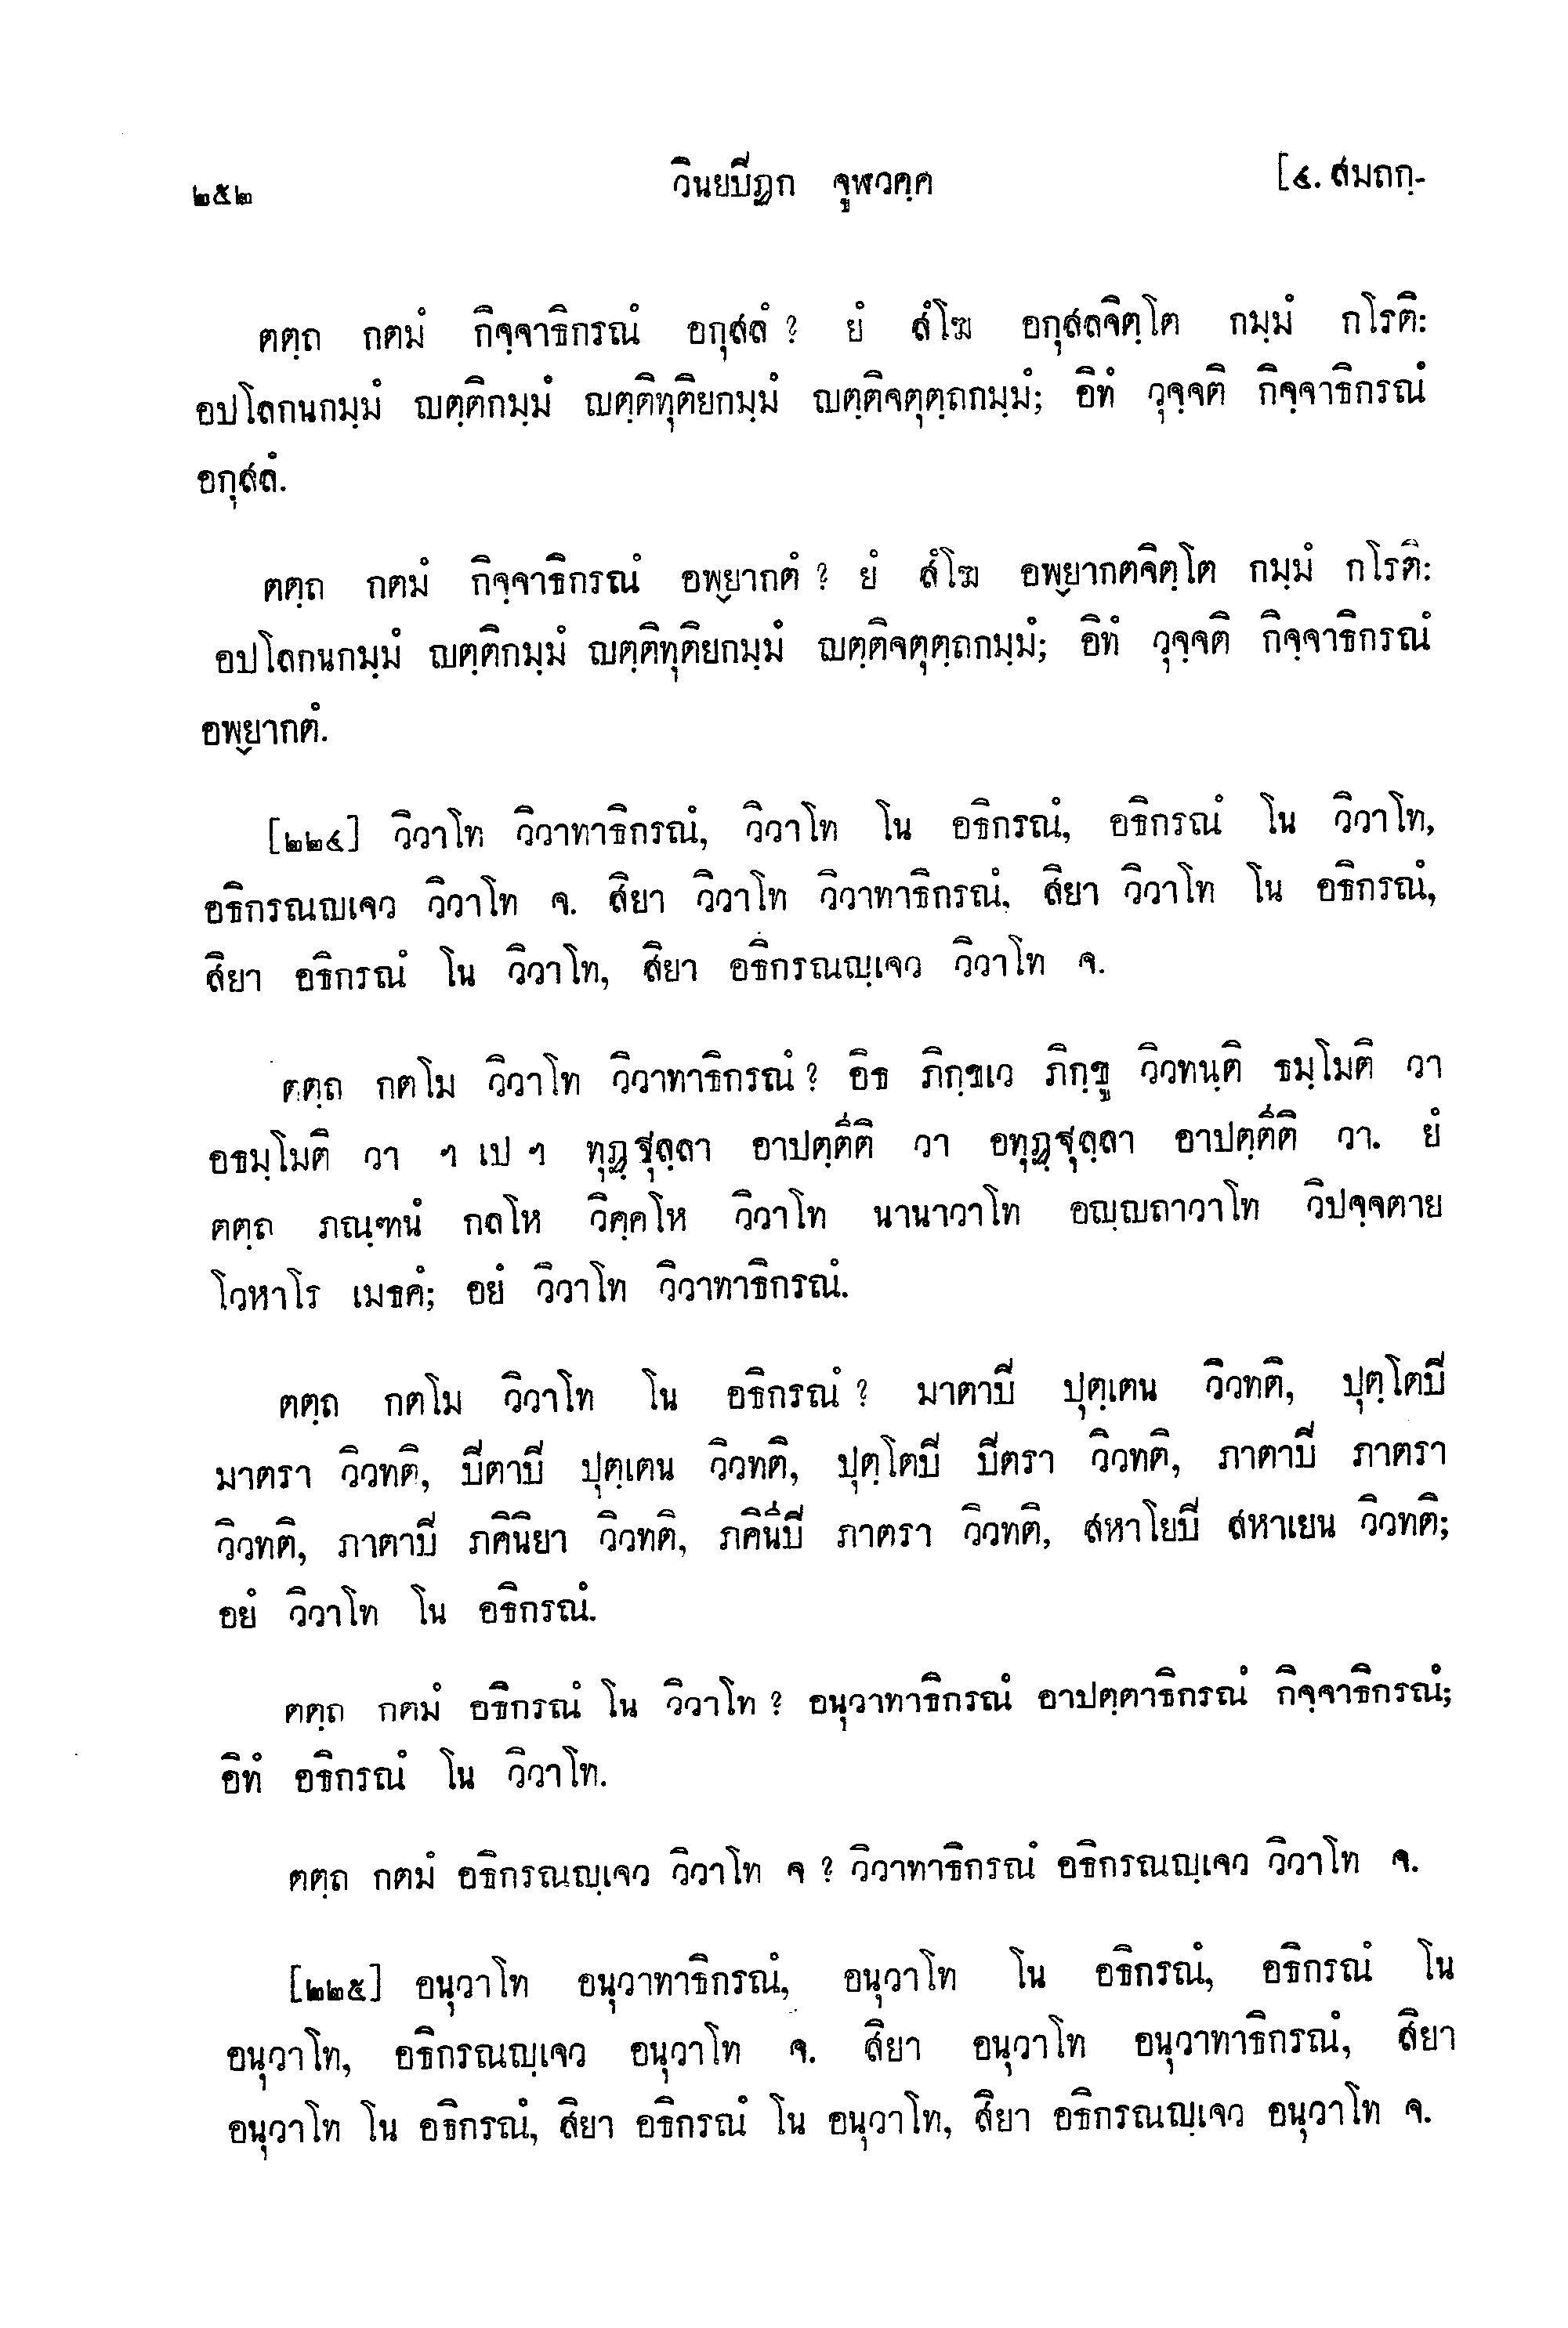 ๒๕๒ วินยปิฏก จูฬวคฺค [๔. สมถกฺ-
ตตฺถ กตมํ กิจฺจาธิกรณํ อกุสลํ? ยํ สํโฆ อกุสลจิตฺโต กมฺมํ กโรติ:
อปโลกนกมฺมํ ญตฺติกมฺมํ ญตฺติทุติยกมฺมํ ญตฺติจตุตฺถกมฺมํ; อิทํ วุจฺจติ กิจฺจาธิกรณํ
อกุสลํ.
ตตฺถ กตมํ กิจฺจาธิกรณํ อพฺยากตํ? ยํ สํโฆ อพฺยากตจิตฺโต กมฺมํ กโรติ:
อปโลกนกมฺมํ ญตฺติกมฺมํ ญตฺติทุติยกมฺมํ ญตฺติจตุตฺถกมฺมํ; อิทํ วุจฺจติ กิจฺจาธิกรณํ
อพฺยากตํ.
[๒๒๔] วิวาโท วิวาทาธิกรณํ, วิวาโท โน อธิกรณํ, อธิกรณํ โน วิวาโท,
อธิกรณญเจว วิวาโท จ. สิยา วิวาโท วิวาทาธิกรณํ, สิยา วิวาโท โน อธิกรณํ,
สิยา อธิกรณํ โน วิวาโท, สิยา อธิกรณญฺเจว วิวาโท จ.
ตตฺถ กตโม วิวาโท วิวาทาธิกรณํ? อิธ ภิกฺขเว ภิกฺขู วิวทนฺติ ธมฺโมติ วา
อธมฺโมติ วา ฯ เป ฯ ทุฏฺฐุลฺลา อาปตฺตีติ วา อทุฏฺฐุลฺลา อาปตฺตีติ วา. ยํ
ตตฺถ ภณฺฑนํ กลโห วิคฺคโห วิวาโท นานาวาโท อญฺญถาวาโท วิปจฺจตาย
โวหาโร เมธคํ; อยํ วิวาโท วิวาทาธิกรณํ.
ตตฺถ กตโม วิวาโท โน อธิกรณํ? มาตาปิ ปุตฺเตน วิวทติ, ปุตฺโตปิ
มาตรา วิวทติ, ปิตาปิ ปุตฺเตน วิวทติ, ปุตฺโตปิ ปิตรา วิวทติ, ภาตาปิ ภาตรา
วิวทติ, ภาตาปิ ภคินิยา วิวทติ, ภคินีปิ ภาตรา วิวทติ, สหาโยปิ สหาเยน วิวทติ;
อยํ วิวาโท โน อธิกรณํ.
ตตฺถ กตมํ อธิกรณํ โน วิวาโท? อนุวาทาธิกรณํ อาปตฺตาธิกรณํ กิจฺจาธิกรณํ;
อิทํ อธิกรณํ โน วิวาโท.
ตตฺถ กตมํ อธิกรณญฺเจว วิวาโท จ? วิวาทาธิกรณํ อธิกรณญฺเจว วิวาโท จ.
[๒๒๕] อนุวาโท อนุวาทาธิกรณํ, อนุวาโท โน อธิกรณํ, อธิกรณํ โน
อนุวาโท, อธิกรณญฺเจว อนุวาโท จ. สิยา อนุวาโท อนุวาทาธิกรณํ, สิยา
อนุวาโท โน อธิกรณํ, สิยา อธิกรณํ โน อนุวาโท, สิยา อธิกรณญฺเจว อนุวาโท จ.